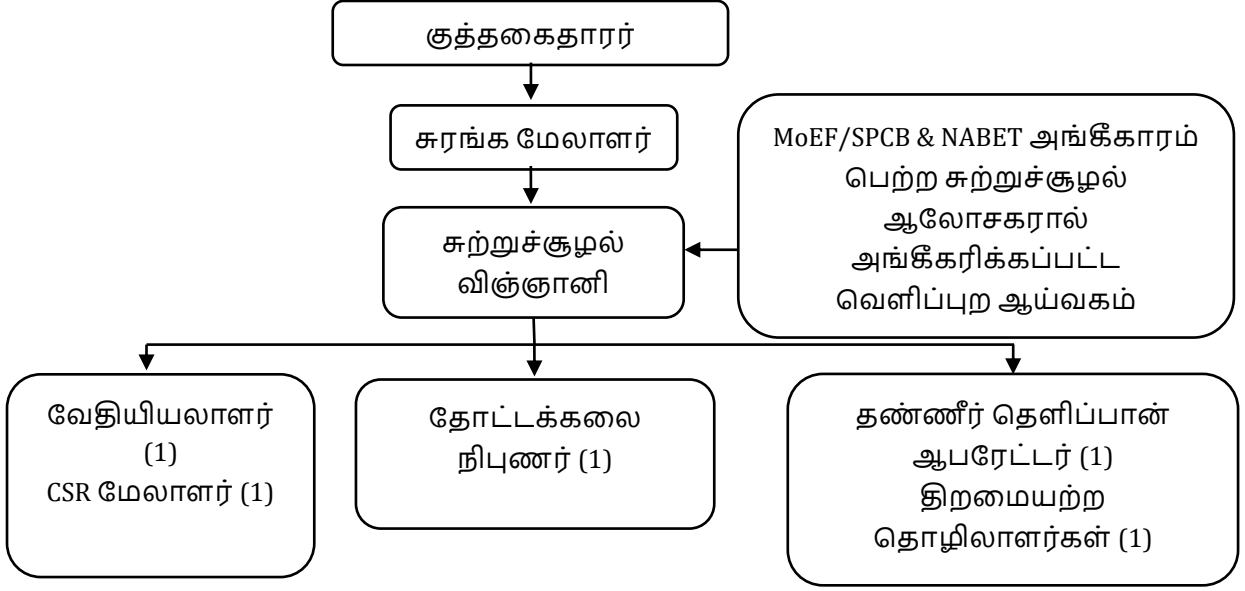 குத்தகைதாரர்
சுரங்க மேலாளர்
MoEF/SPCB & NABET அங்கீகாரம்
பெற்ற சுற்றுச்சூழல்
ஆலோசகரால்
அங்கீகரிக்கப்பட்ட
வெளிப்புற ஆய்வகம்
சுற்றுச்சூழல்
விஞ்ஞானி
வேதியியலாளர்
(1)
CSR மேலாளர் (1)
தோட்டக்கலை
நிபுணர் (1)
தண்ணீர் தெளிப்பான்
ஆபரேட்டர் (1)
திறமையற்ற
தொழிலாளர்கள் (1)